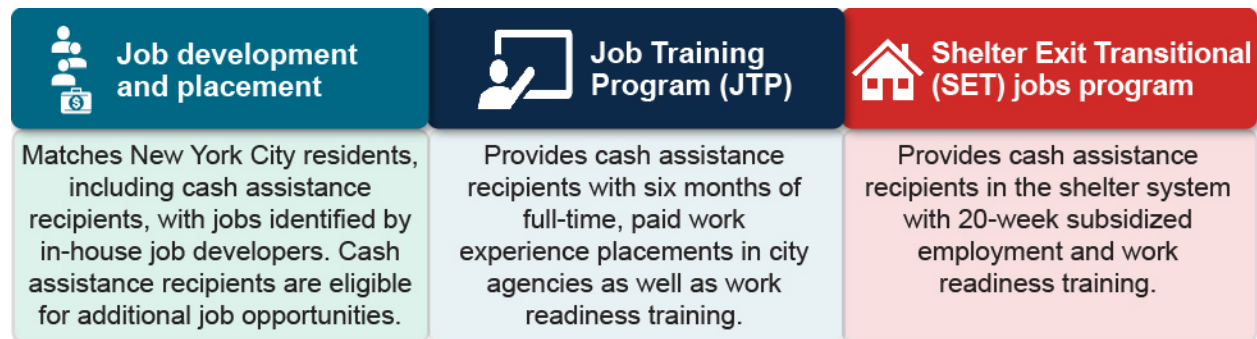 Job development
and placement
Matches New York City residents,
including cash assistance
recipients, with jobs identified by
in-house job developers. Cash
assistance recipients are eligible
for additional job opportunities.
Job Training
Program (JTP)
Provides cash assistance
recipients with six months of
full-time, paid work
experience placements in city
agencies as well as work
readiness training.
Shelter Exit Transitional
(SET) jobs program
Provides cash assistance
recipients in the shelter system
with 20-week subsidized
employment and work
readiness training.